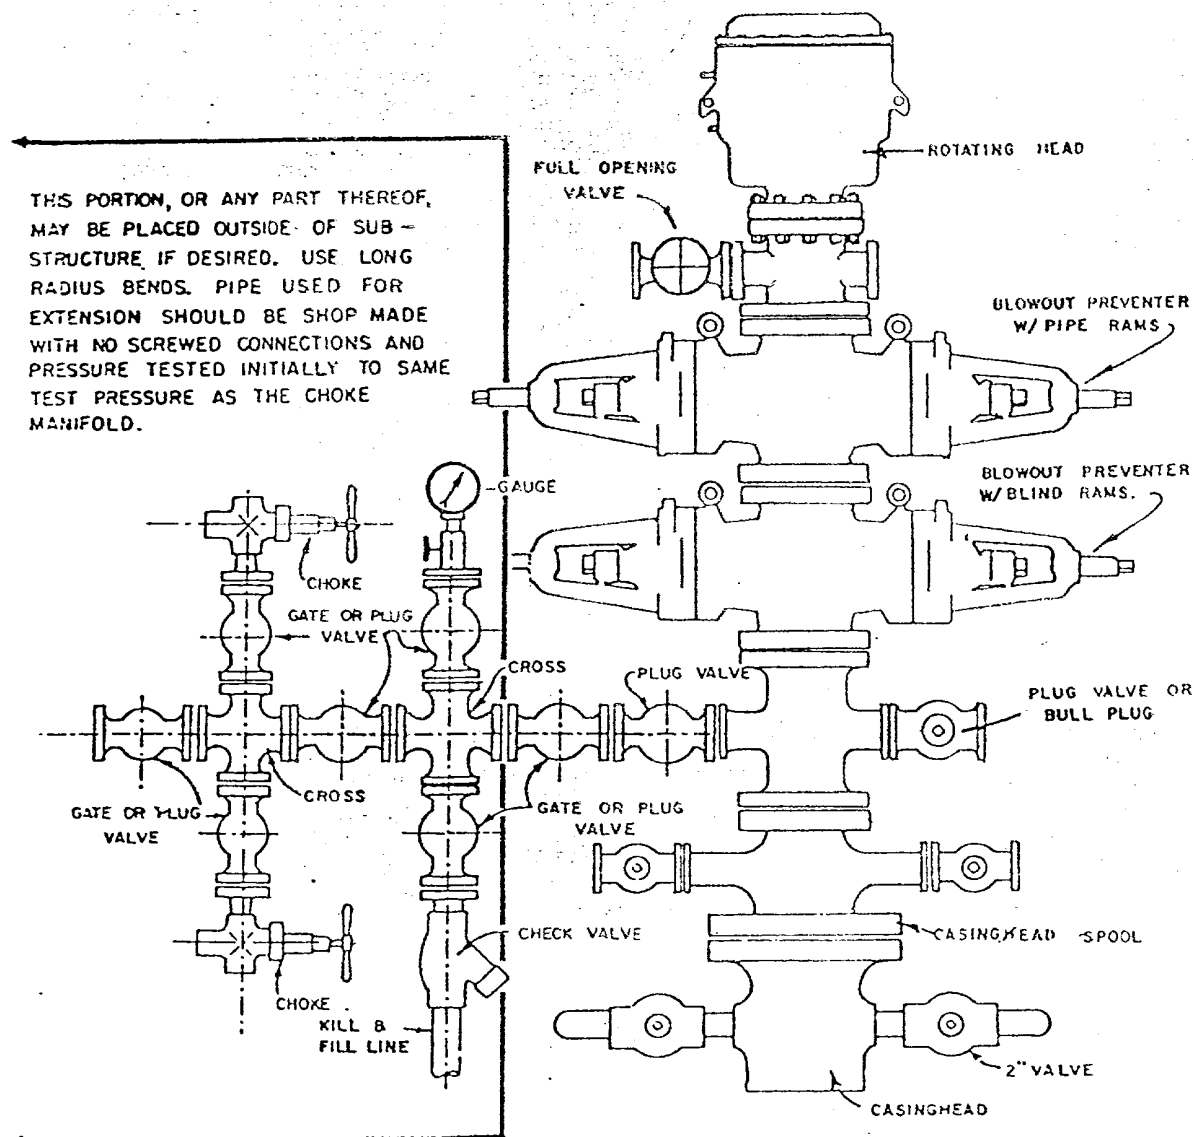 ROTATING HEAD
FULL OPENING
VALVE
THIS PORTION, OR ANY PART THEREOF,
MAY BE PLACED OUTSIDE OF SUB-
STRUCTURE IF DESIRED. USE LONG
RADIUS BENDS. PIPE USED FOR
EXTENSION SHOULD BE SHOP MADE
WITH NO SCREWED CONNECTIONS AND
PRESSURE TESTED INITIALLY TO SAME
TEST PRESSURE AS THE CHOKE
MANIFOLD.
BLOWOUT PREVENTER
W/ PIPE RAMS
BLOWOUT PREVENTER
W/BLIND RAMS.
GAUGE
CHOKE
GATE OR PLUG
VALVE
CROSS
PLUG VALVE
PLUG VALVE OR
BULL PLUG
CROSS
GATE OR PLUG
VALVE
GATE OR PLUG
VALVE
CHECK VALVE
CASINGHEAD SPOOL
CHOKE
KILL &
FILL LINE
2" VALVE
CASINGHEAD